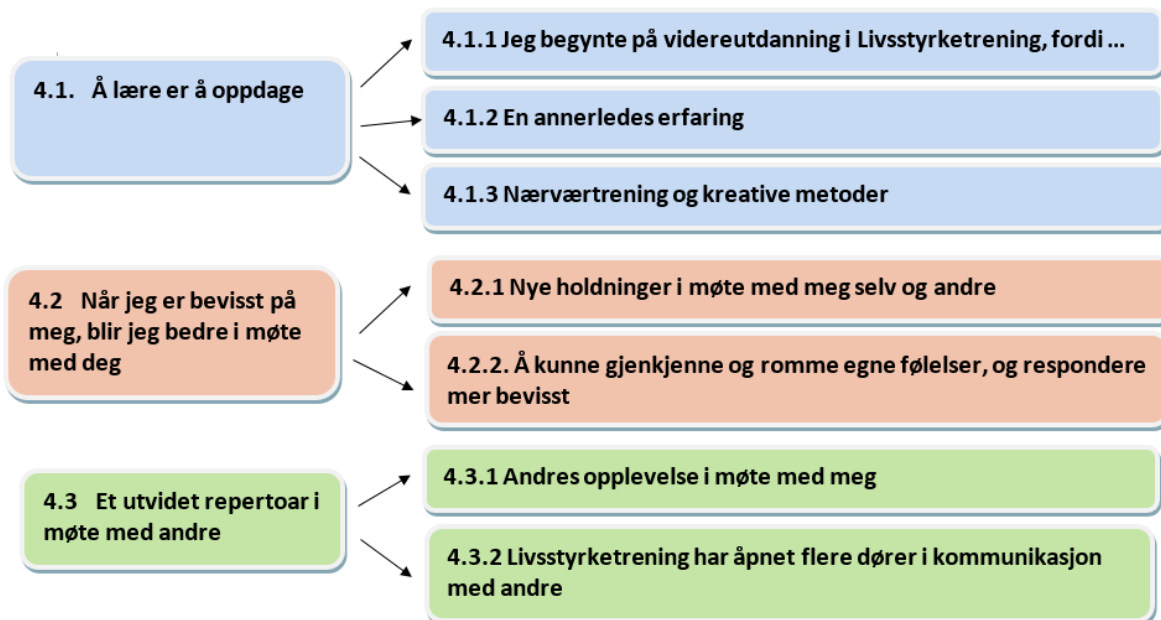 4.1. Å lære er å oppdage
4.1.1 Jeg begynte på videreutdanning i Livsstyrketrening, fordi ...
4.1.2 En annerledes erfaring
4.1.3 Nærværtrening og kreative metoder
4.2 Når jeg er bevisst på
meg, blir jeg bedre i møte
med deg
4.2.1 Nye holdninger i møte med meg selv og andre
4.2.2. Å kunne gjenkjenne og romme egne følelser, og respondere
mer bevisst
4.3 Et utvidet repertoar i
møte med andre
4.3.1 Andres opplevelse i møte med meg
4.3.2 Livsstyrketrening har åpnet flere dører i kommunikasjon
med andre